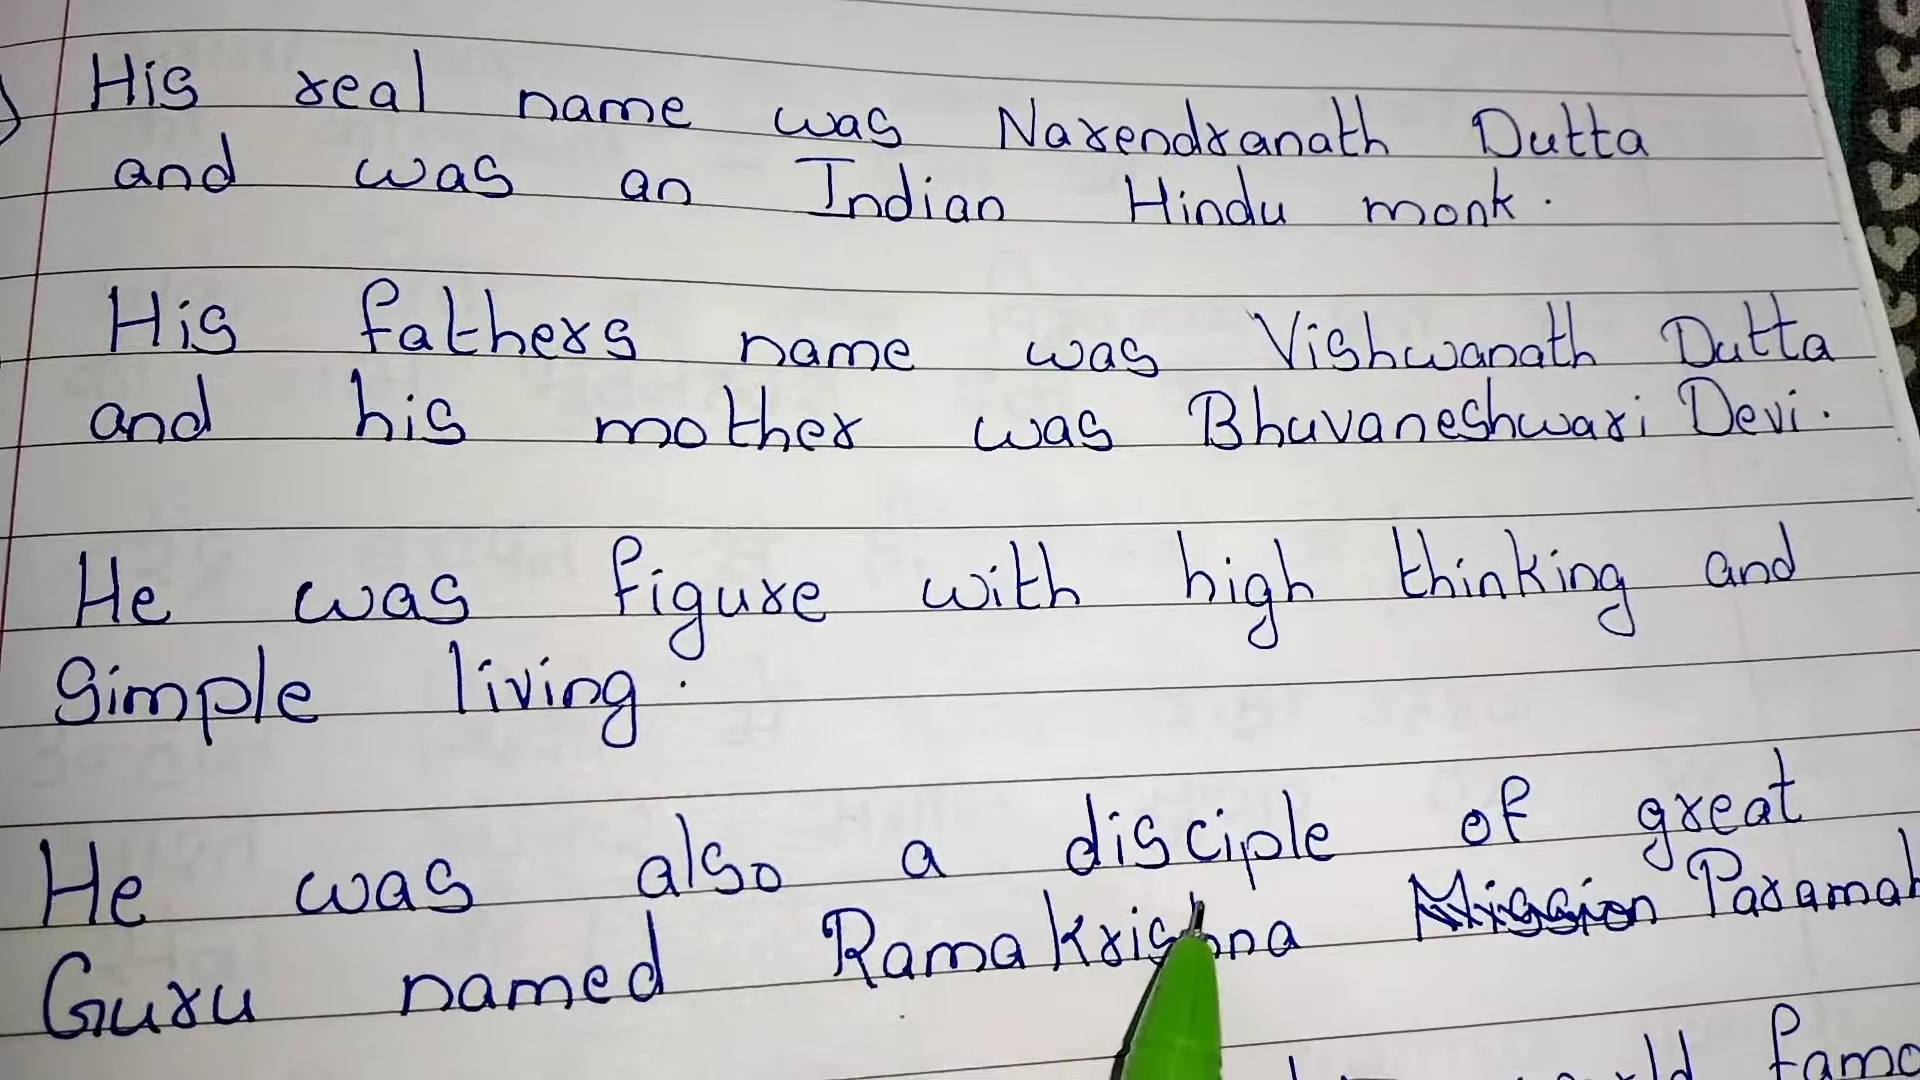 His real name was Narendranath Dutta
and was an Indian Hindu monk.
His fathers name was Vishwanath Dutta
and his mother was Bhuvaneshwari Devi.
He was figure with high thinking and
Simple living.
He was also a disciple of great
Guru named Ramakrishna Mission Paramah